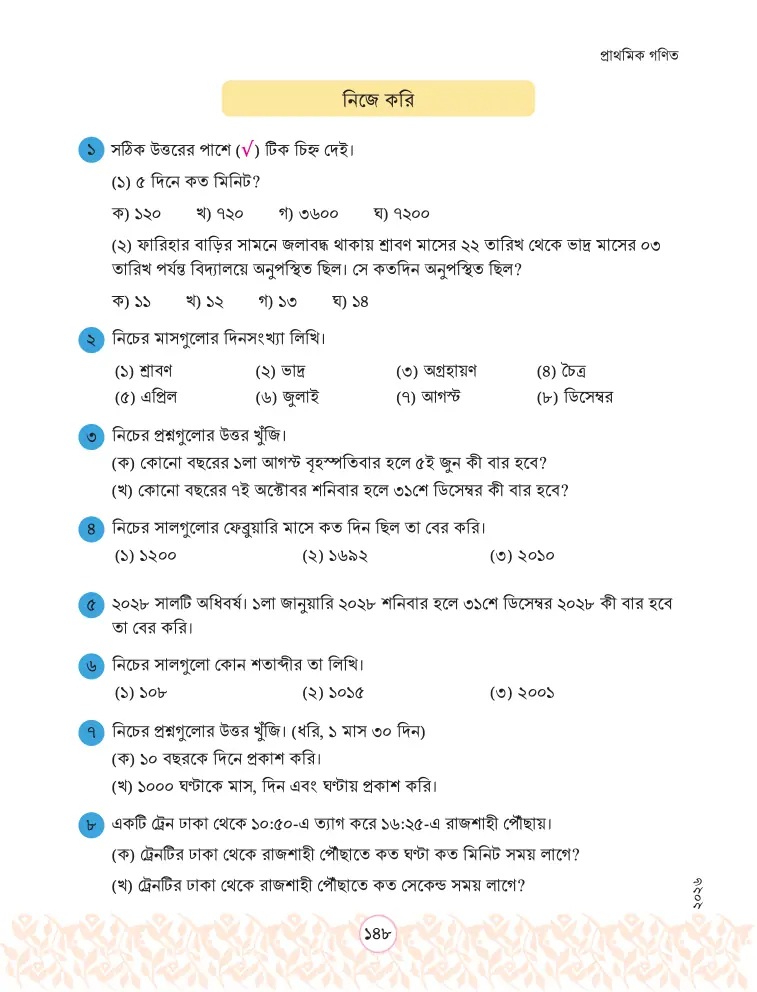 প্রাথমিক গণিত
নিজে করি
১ সঠিক উত্তরের পাশে (√) টিক চিহ্ন দেই।
(১) ৫ দিনে কত মিনিট?
ক) ১২০ খ) ৭২০ গ) ৩৬০০ ঘ) ৭২০০
(২) ফারিহার বাড়ির সামনে জলাবদ্ধ থাকায় শ্রাবণ মাসের ২২ তারিখ থেকে ভাদ্র মাসের ০৩
তারিখ পর্যন্ত বিদ্যালয়ে অনুপস্থিত ছিল। সে কতদিন অনুপস্থিত ছিল?
ক) ১১ খ) ১২ গ) ১৩ ঘ) ১৪
২ নিচের মাসগুলোর দিনসংখ্যা লিখি।
(১) শ্রাবণ (২) ভাদ্র (৩) অগ্রহায়ণ (৪) চৈত্র
(৫) এপ্রিল (৬) জুলাই (৭) আগস্ট (৮) ডিসেম্বর
৩ নিচের প্রশ্নগুলোর উত্তর খুঁজি।
(ক) কোনো বছরের ১লা আগস্ট বৃহস্পতিবার হলে ৫ই জুন কী বার হবে?
(খ) কোনো বছরের ৭ই অক্টোবর শনিবার হলে ৩১শে ডিসেম্বর কী বার হবে?
৪ নিচের সালগুলোর ফেব্রুয়ারি মাসে কত দিন ছিল তা বের করি।
(১) ১২০০ (২) ১৬৯২ (৩) ২০১০
৫ ২০২৮ সালটি অধিবর্ষ। ১লা জানুয়ারি ২০২৮ শনিবার হলে ৩১শে ডিসেম্বর ২০২৮ কী বার হবে
তা বের করি।
৬ নিচের সালগুলো কোন শতাব্দীর তা লিখি।
(১) ১০৮ (২) ১০১৫ (৩) ২০০১
৭ নিচের প্রশ্নগুলোর উত্তর খুঁজি। (ধরি, ১ মাস ৩০ দিন)
(ক) ১০ বছরকে দিনে প্রকাশ করি।
(খ) ১০০০ ঘণ্টাকে মাস, দিন এবং ঘণ্টায় প্রকাশ করি।
৮ একটি ট্রেন ঢাকা থেকে ১০:৫০-এ ত্যাগ করে ১৬:২৫-এ রাজশাহী পৌঁছায়।
(ক) ট্রেনটির ঢাকা থেকে রাজশাহী পৌঁছাতে কত ঘণ্টা কত মিনিট সময় লাগে?
(খ) ট্রেনটির ঢাকা থেকে রাজশাহী পৌঁছাতে কত সেকেন্ড সময় লাগে?
২০২৬
১৪৮